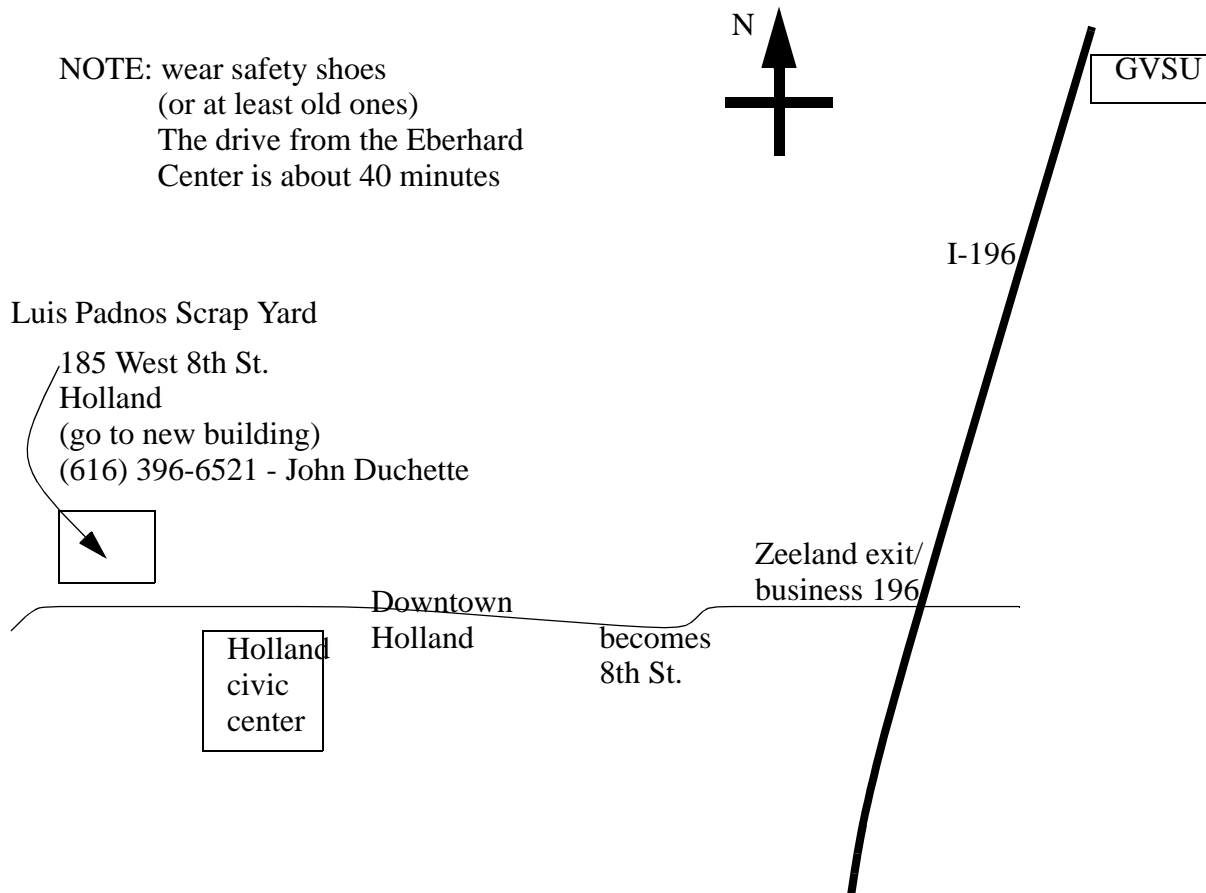 N
NOTE: wear safety shoes
(or at least old ones)
The drive from the Eberhard
Center is about 40 minutes
GVSU
I-196
Luis Padnos Scrap Yard
185 West 8th St.
Holland
(go to new building)
(616) 396-6521 - John Duchette
Zeeland exit/
business 196
Downtown
Holland
becomes
8th St.
Holland
civic
center